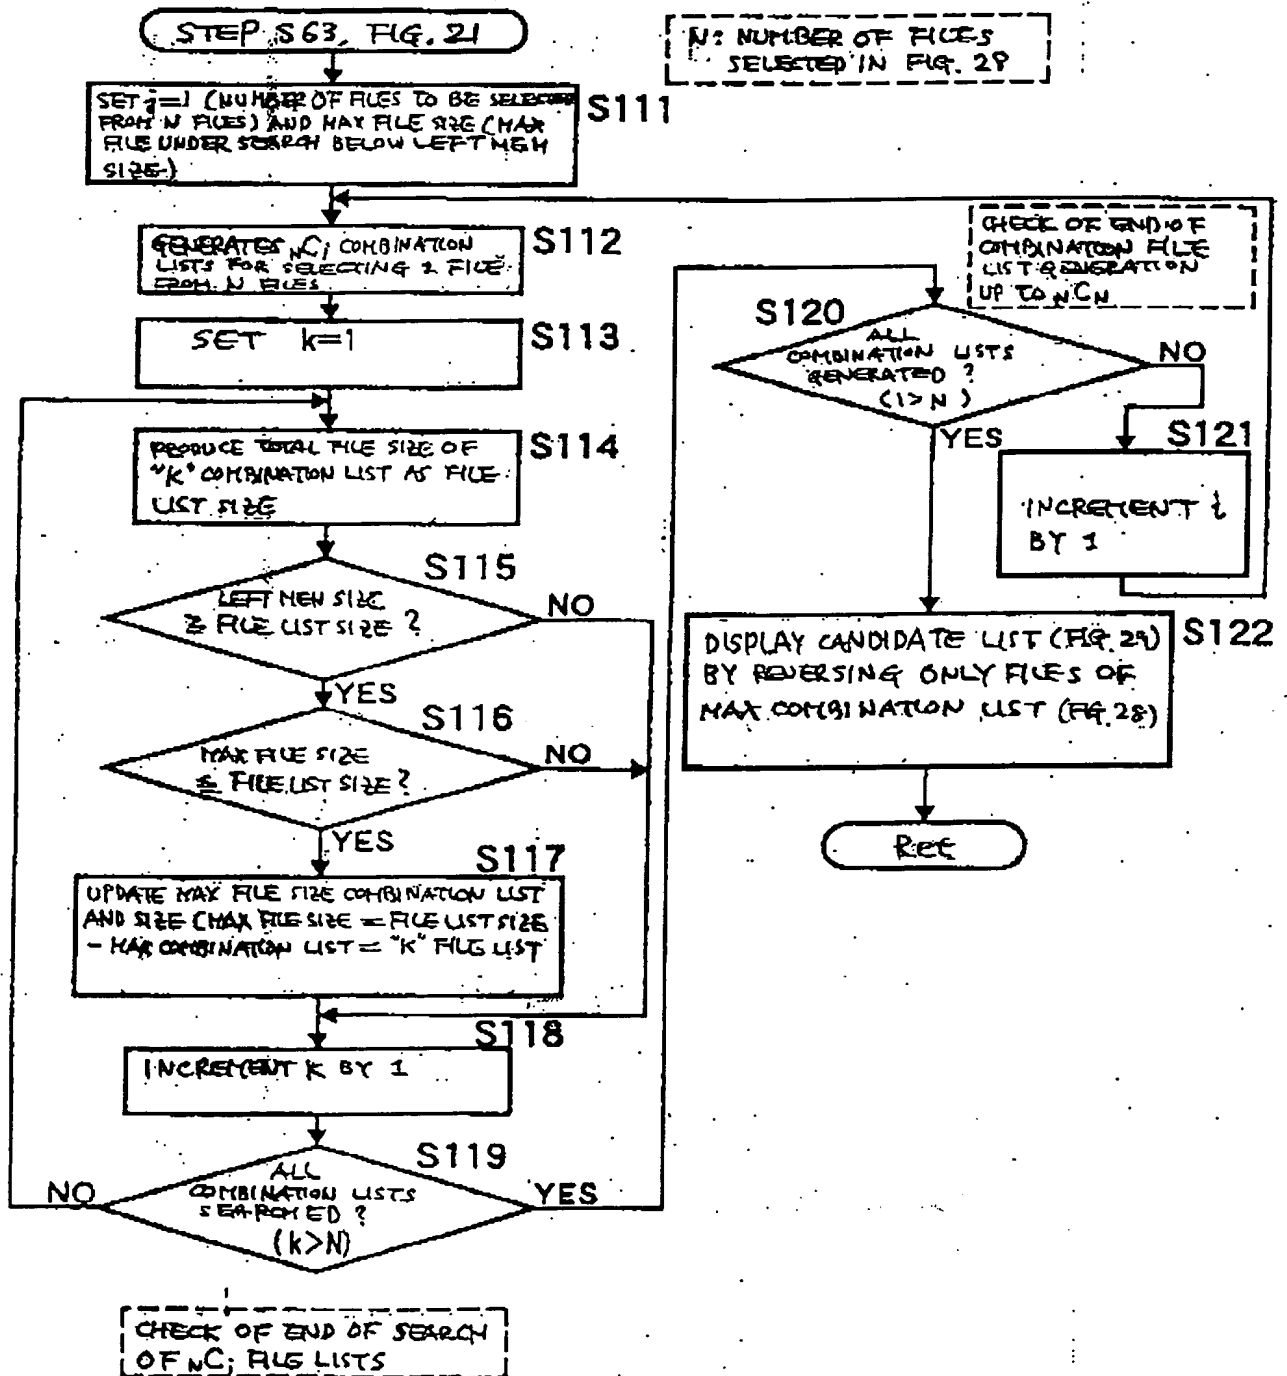 STEP S63, FIG. 21
N: NUMBER OF FILES
SELECTED IN FIG. 28
SET i=1 (NUMBER OF FILES TO BE SELECTED
FROM N FILES) AND MAX FILE SIZE (MAX
FILE UNDER SEARCH BELOW LEFT MEM
SIZE)
S111
GENERATES NCi COMBINATION
LISTS FOR SELECTING i FILE
FROM N FILES
S112
SET k=1
S113
PRODUCE TOTAL FILE SIZE OF
"K" COMBINATION LIST AS FILE
LIST SIZE
S114
S115
LEFT MEM SIZE
≧ FILE LIST SIZE ?
NO
YES
S116
MAX FILE SIZE
≦ FILE LIST SIZE?
NO
YES
S117
UPDATE MAX FILE SIZE COMBINATION LIST
AND SIZE (MAX FILE SIZE = FILE LIST SIZE
- MAX COMBINATION LIST = "K" FILE LIST
S118
INCREMENT K BY 1
S119
ALL
COMBINATION LISTS
SEARCHED ?
(k>N)
NO
YES
CHECK OF END OF SEARCH
OF NCi FILE LISTS
CHECK OF END OF
COMBINATION FILE
LIST GENERATION
UP TO NCN
S120
ALL
COMBINATION LISTS
GENERATED ?
(i>N)
NO
YES
S121
INCREMENT i
BY 1
S122
DISPLAY CANDIDATE LIST (FIG. 29)
BY REVERSING ONLY FILES OF
MAX COMBINATION LIST (FIG. 28)
Ret